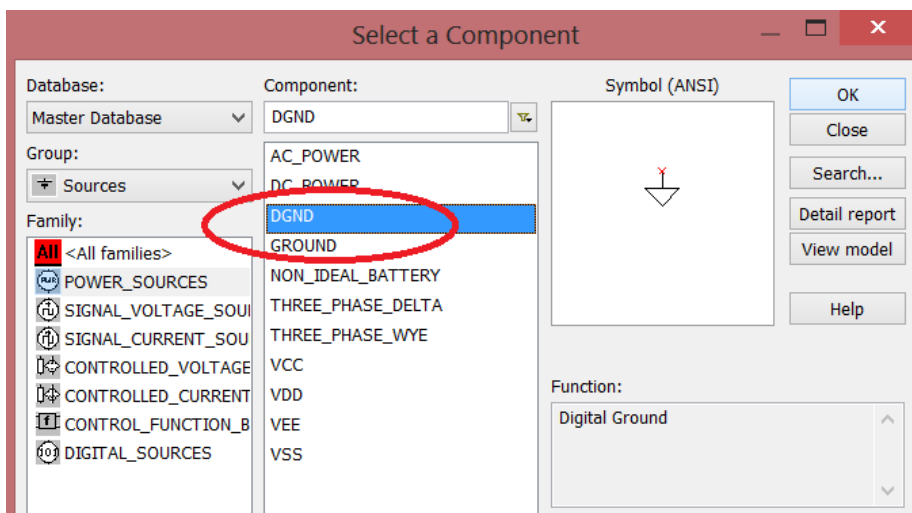 Select a Component
Database:
Master Database
Group:
Sources
Family:
All <All families>
PWR POWER_SOURCES
SIGNAL_VOLTAGE_SOU
SIGNAL_CURRENT_SOU
CONTROLLED_VOLTAGE
CONTROLLED_CURRENT
f CONTROL_FUNCTION_B
DIGITAL_SOURCES
Component:
DGND
AC_POWER
DC_POWER
DGND
GROUND
NON_IDEAL_BATTERY
THREE_PHASE_DELTA
THREE_PHASE_WYE
VCC
VDD
VEE
VSS
Symbol (ANSI)
Function:
Digital Ground
OK
Close
Search...
Detail report
View model
Help